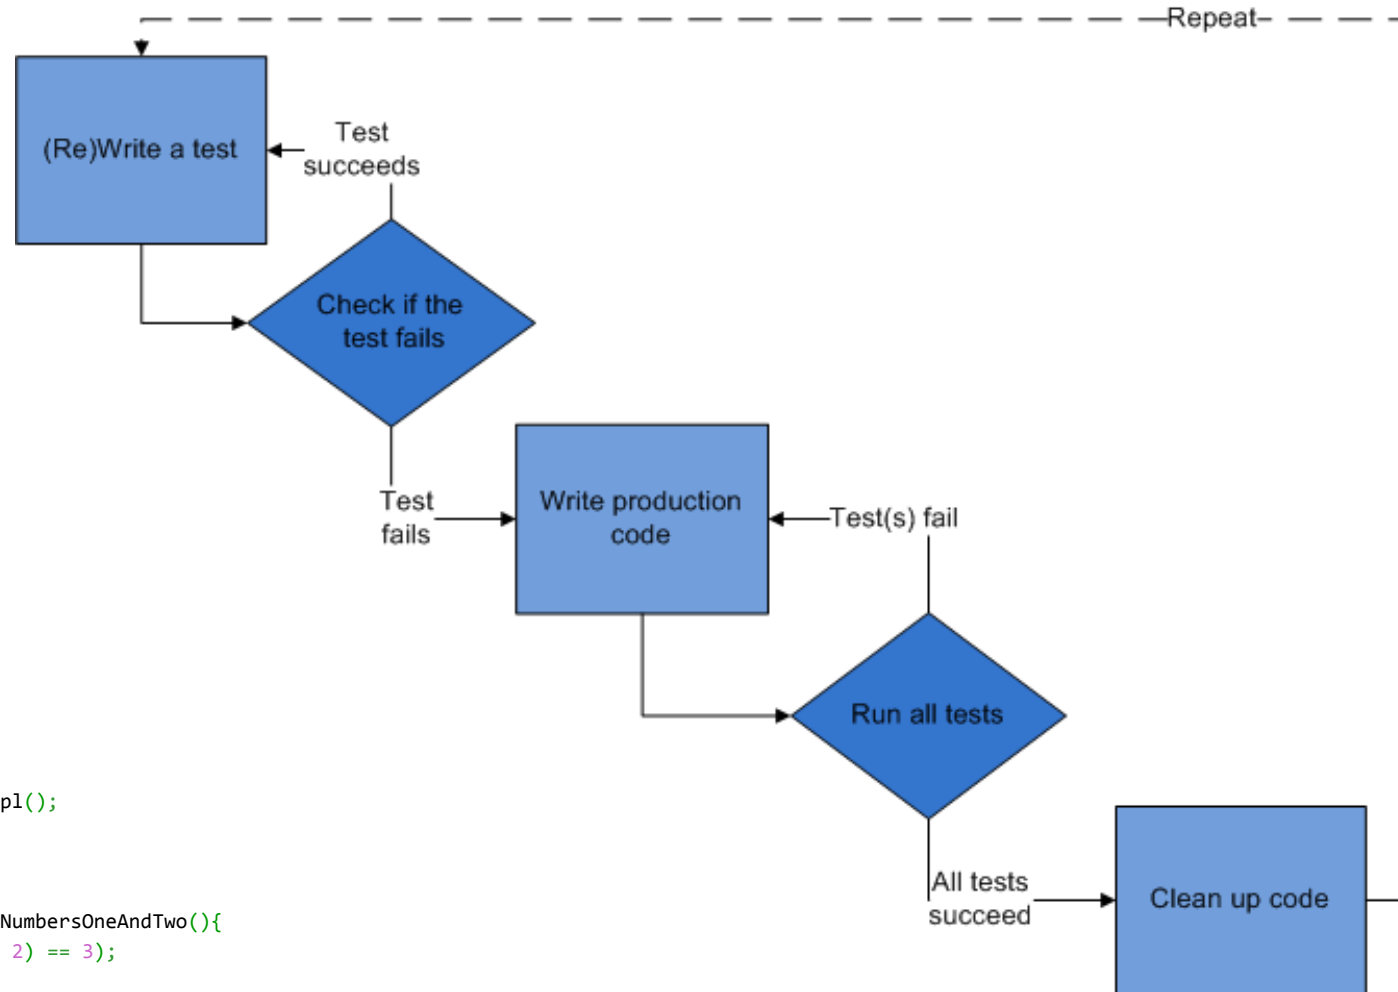 Repeat
(Re)Write a test
Test
succeeds
Check if the
test fails
Test
fails
Write production
code
Test(s) fail
Run all tests
pl();
All tests
succeed
Clean up code
NumbersOneAndTwo(){
2) == 3);